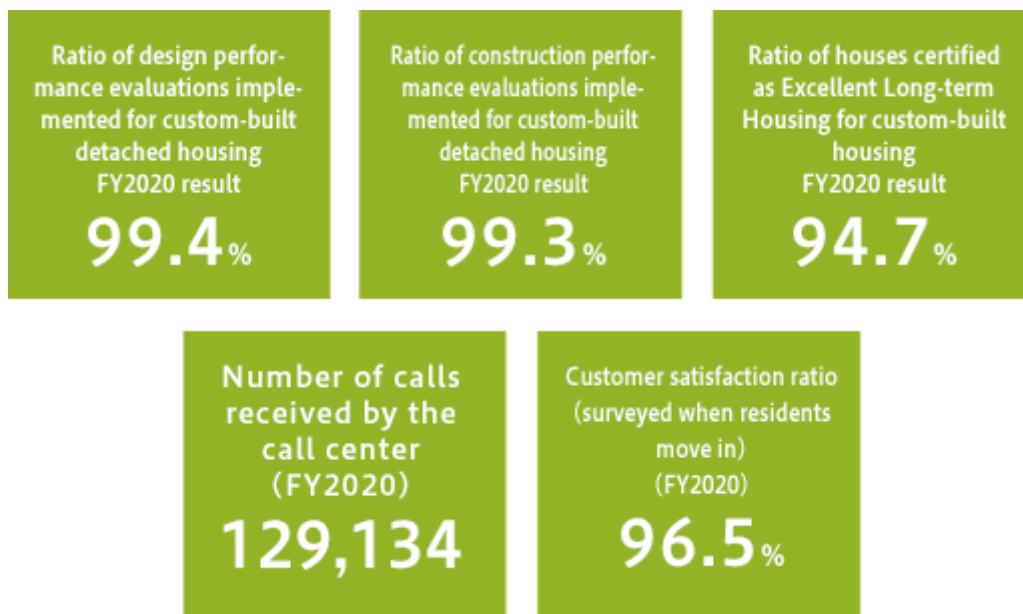 Ratio of design perfor-
mance evaluations imple-
mented for custom-built
detached housing
FY2020 result
99.4%
Ratio of construction perfor-
mance evaluations imple-
mented for custom-built
detached housing
FY2020 result
99.3%
Ratio of houses certified
as Excellent Long-term
Housing for custom-built
housing
FY2020 result
94.7%
Number of calls
received by the
call center
(FY2020)
129,134
Customer satisfaction ratio
(surveyed when residents
move in)
(FY2020)
96.5%